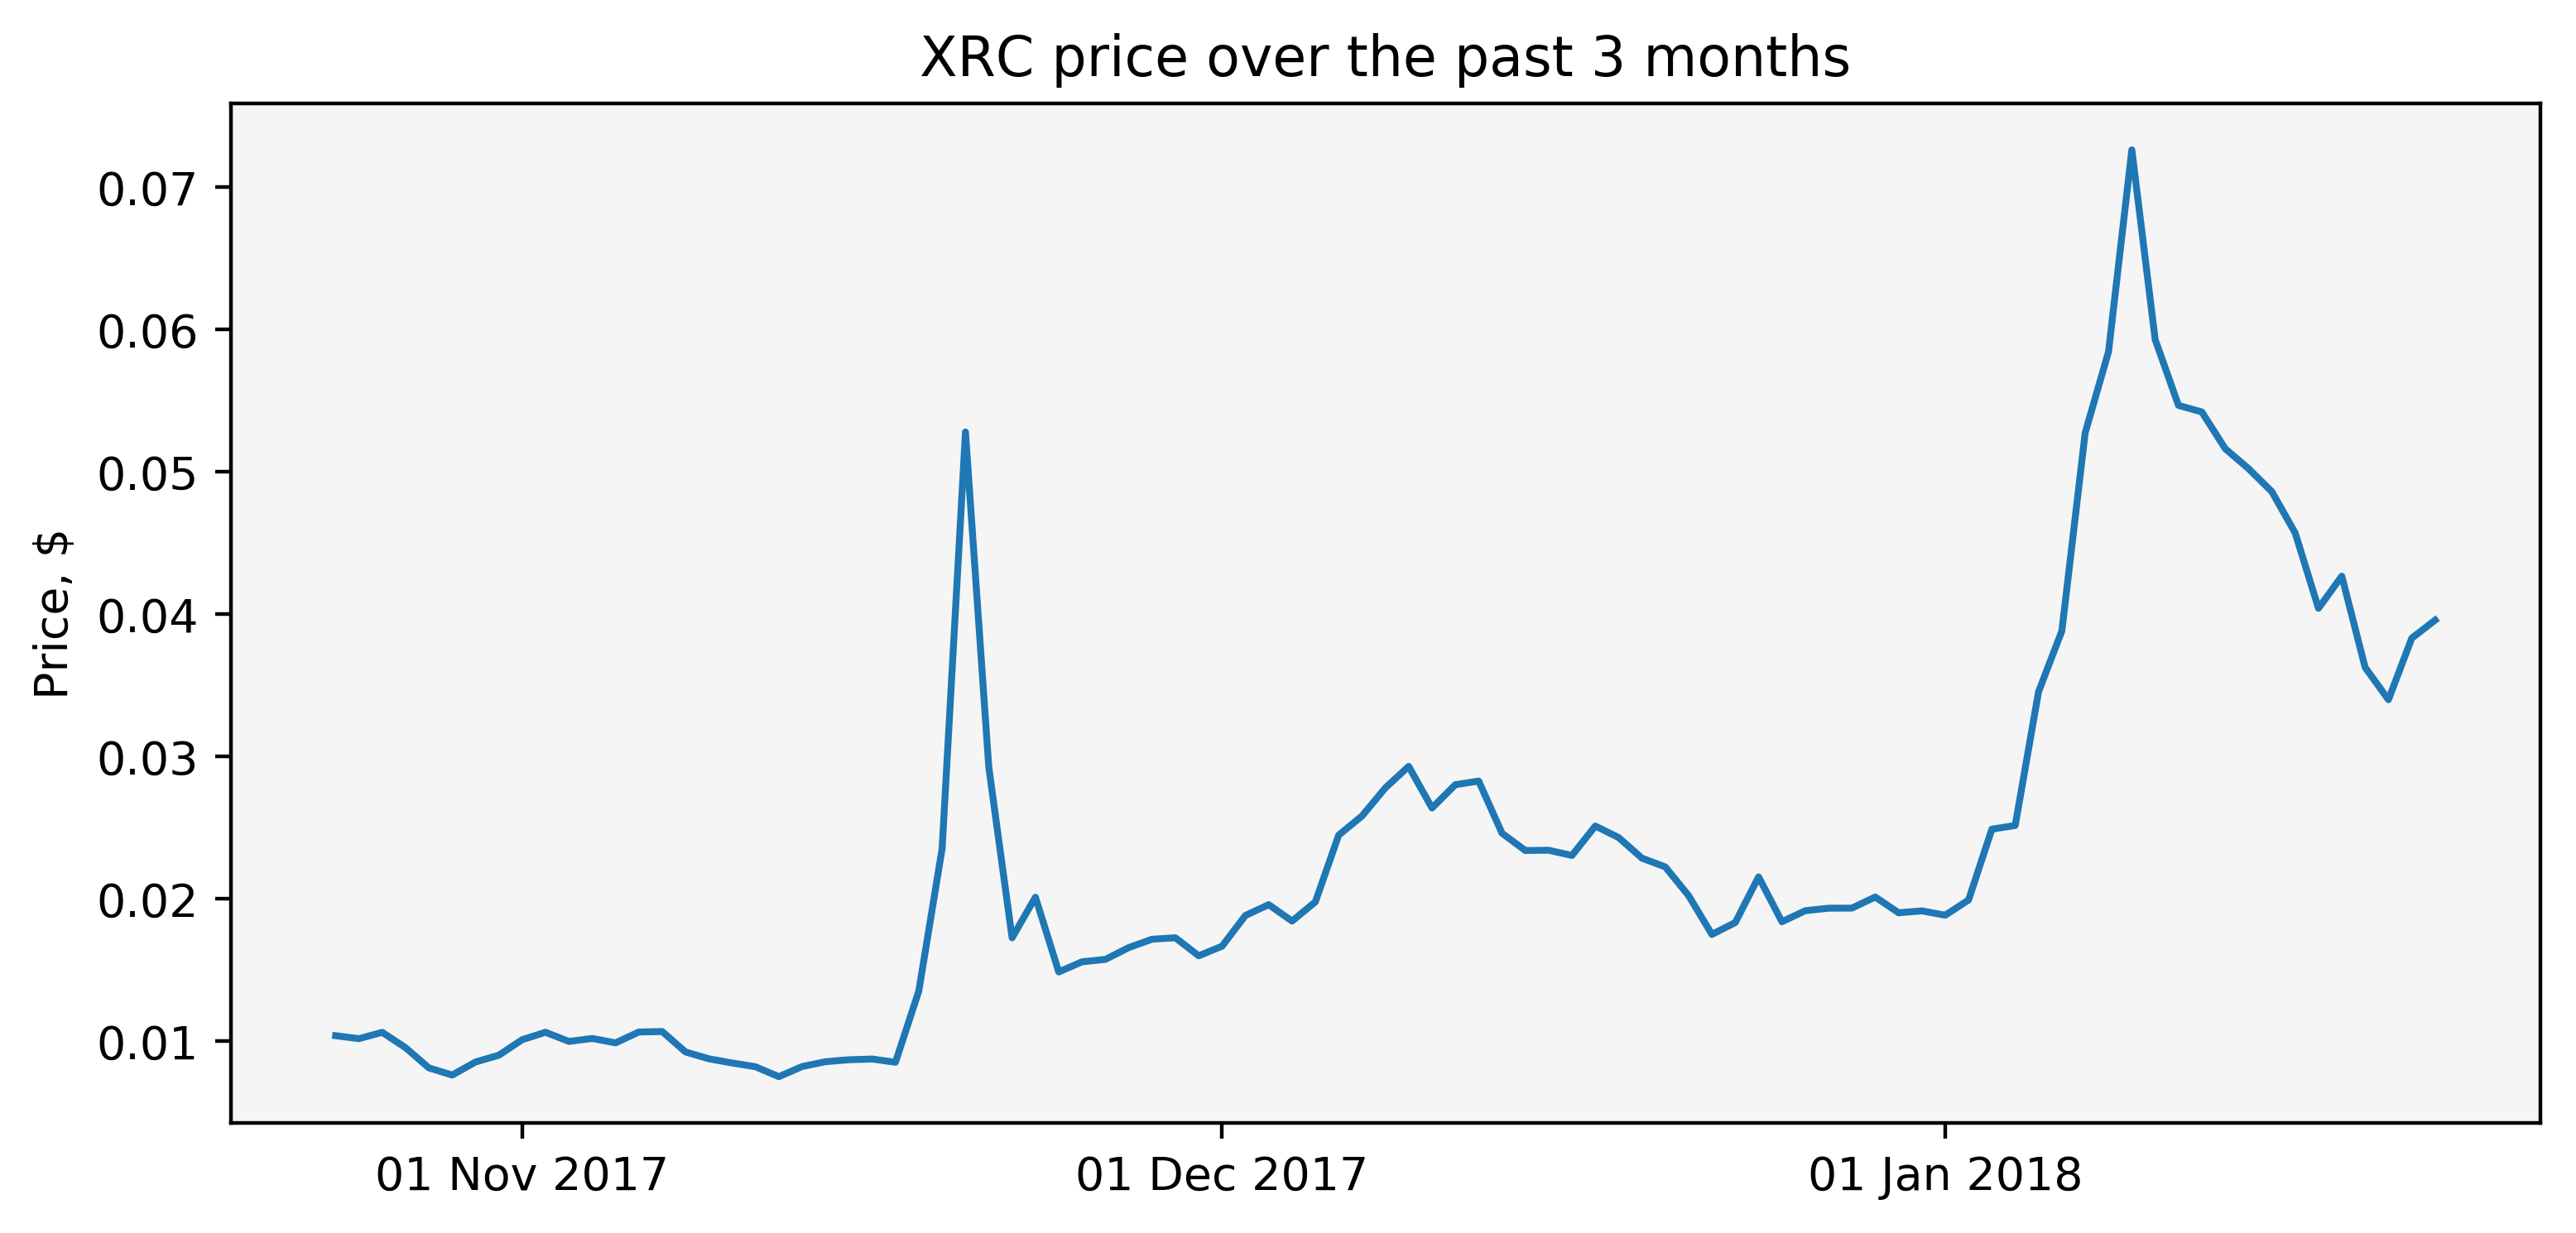 XRC price over the past 3 months
Price, $
0.07
0.06
0.05
0.04
0.03
0.02
0.01
01 Nov 2017
01 Dec 2017
01 Jan 2018